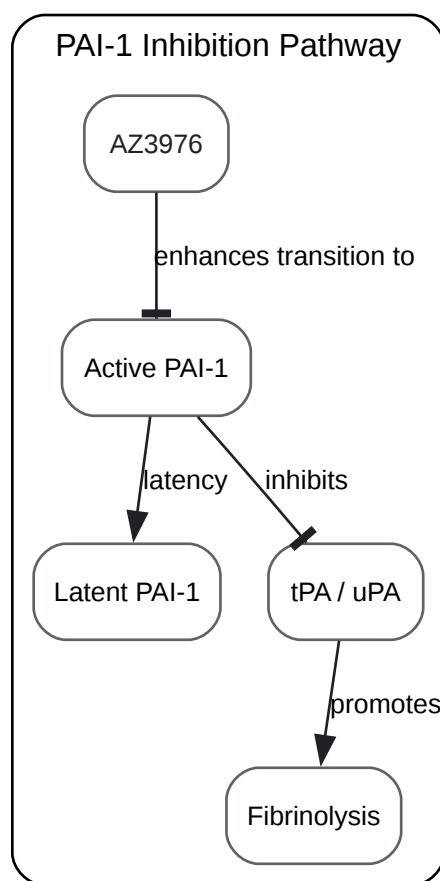 PAI-1 Inhibition Pathway
AZ3976
enhances transition to
Active PAI-1
latency
inhibits
Latent PAI-1
tPA / uPA
promotes
Fibrinolysis